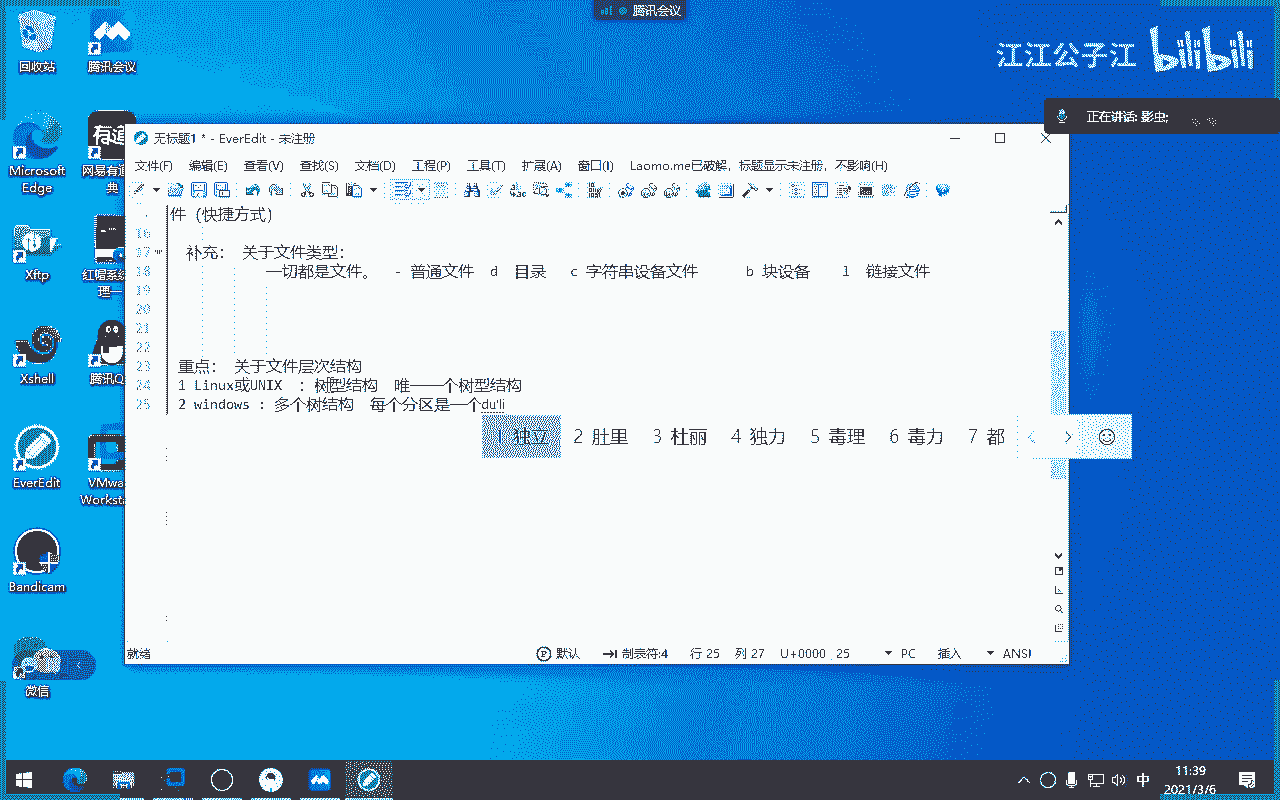 腾讯会议
回收站
腾讯会议
江江公子江 bilibili
正在讲话: 影虫;
无标题1 * - EverEdit - 未注册
文件(F) 编辑(E) 查看(V) 查找(S) 文档(D) 工程(P) 工具(T) 扩展(A) 窗口(I) Laomo.me已破解，标题显示未注册，不影响(H)
Microsoft Edge
网易有道 典
件（快捷方式）
16
17 补充： 关于文件类型：
18 一切都是文件。 - 普通文件 d 目录 c 字符串设备文件 b 块设备 l 链接文件
19
20
21
22
23 重点： 关于文件层次结构
24 1 Linux或UNIX ：树型结构 唯一一个树型结构
25 2 windows : 多个树结构 每个分区是一个du'li
1 独立 2 肚里 3 杜丽 4 独力 5 毒理 6 毒力 7 都
Xftp
红帽系统 理一
Xshell
腾讯Q
EverEdit
VMwa Worksta
Bandicam
微信
就绪 默认 制表符:4 行 25 列 27 U+0000 25 PC 插入 ANSI
中
11:39
2021/3/6